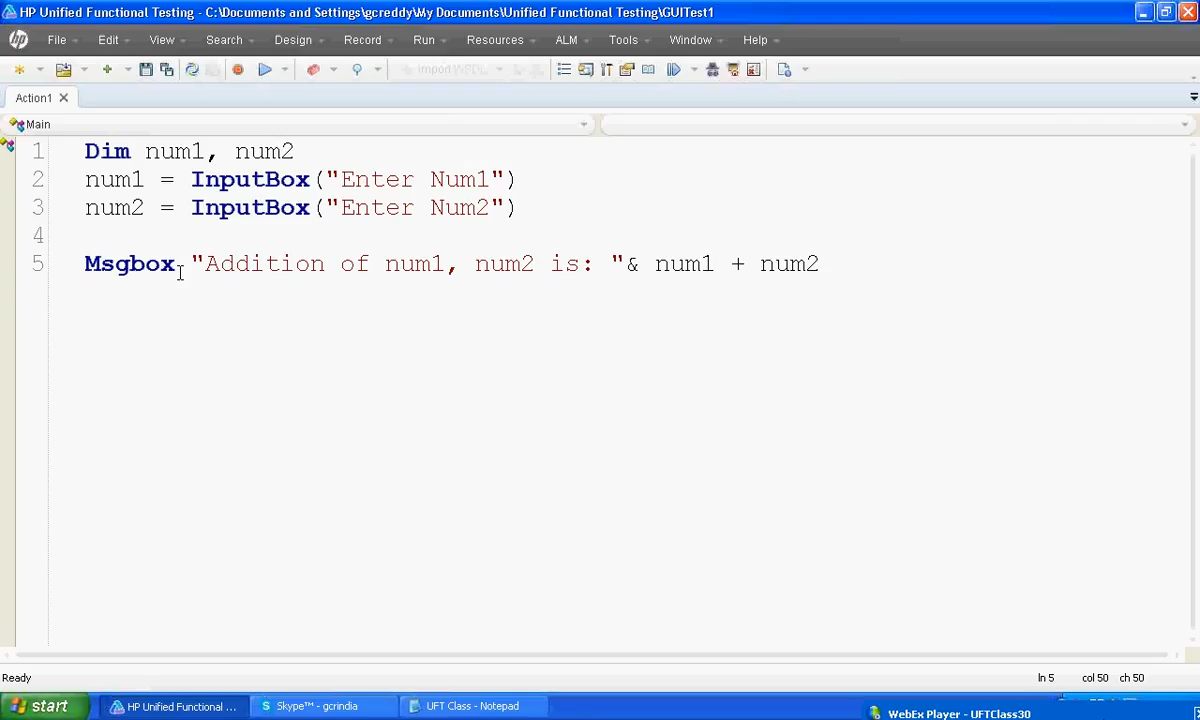 HP Unified Functional Testing - C:\Documents and Settings\gcreddy\My Documents\Unified Functional Testing\GUITest1
hp File Edit View Search Design Record Run Resources ALM Tools Window Help
Action1
Main
1 Dim num1, num2
2 num1 = InputBox("Enter Num1")
3 num2 = InputBox("Enter Num2")
4
5 Msgbox "Addition of num1, num2 is: "& num1 + num2
Ready Ln 5 col 50 ch 50
start HP Unified Functional ... Skype™ - gcrindia UFT Class - Notepad
WebEx Player - UFTClass30